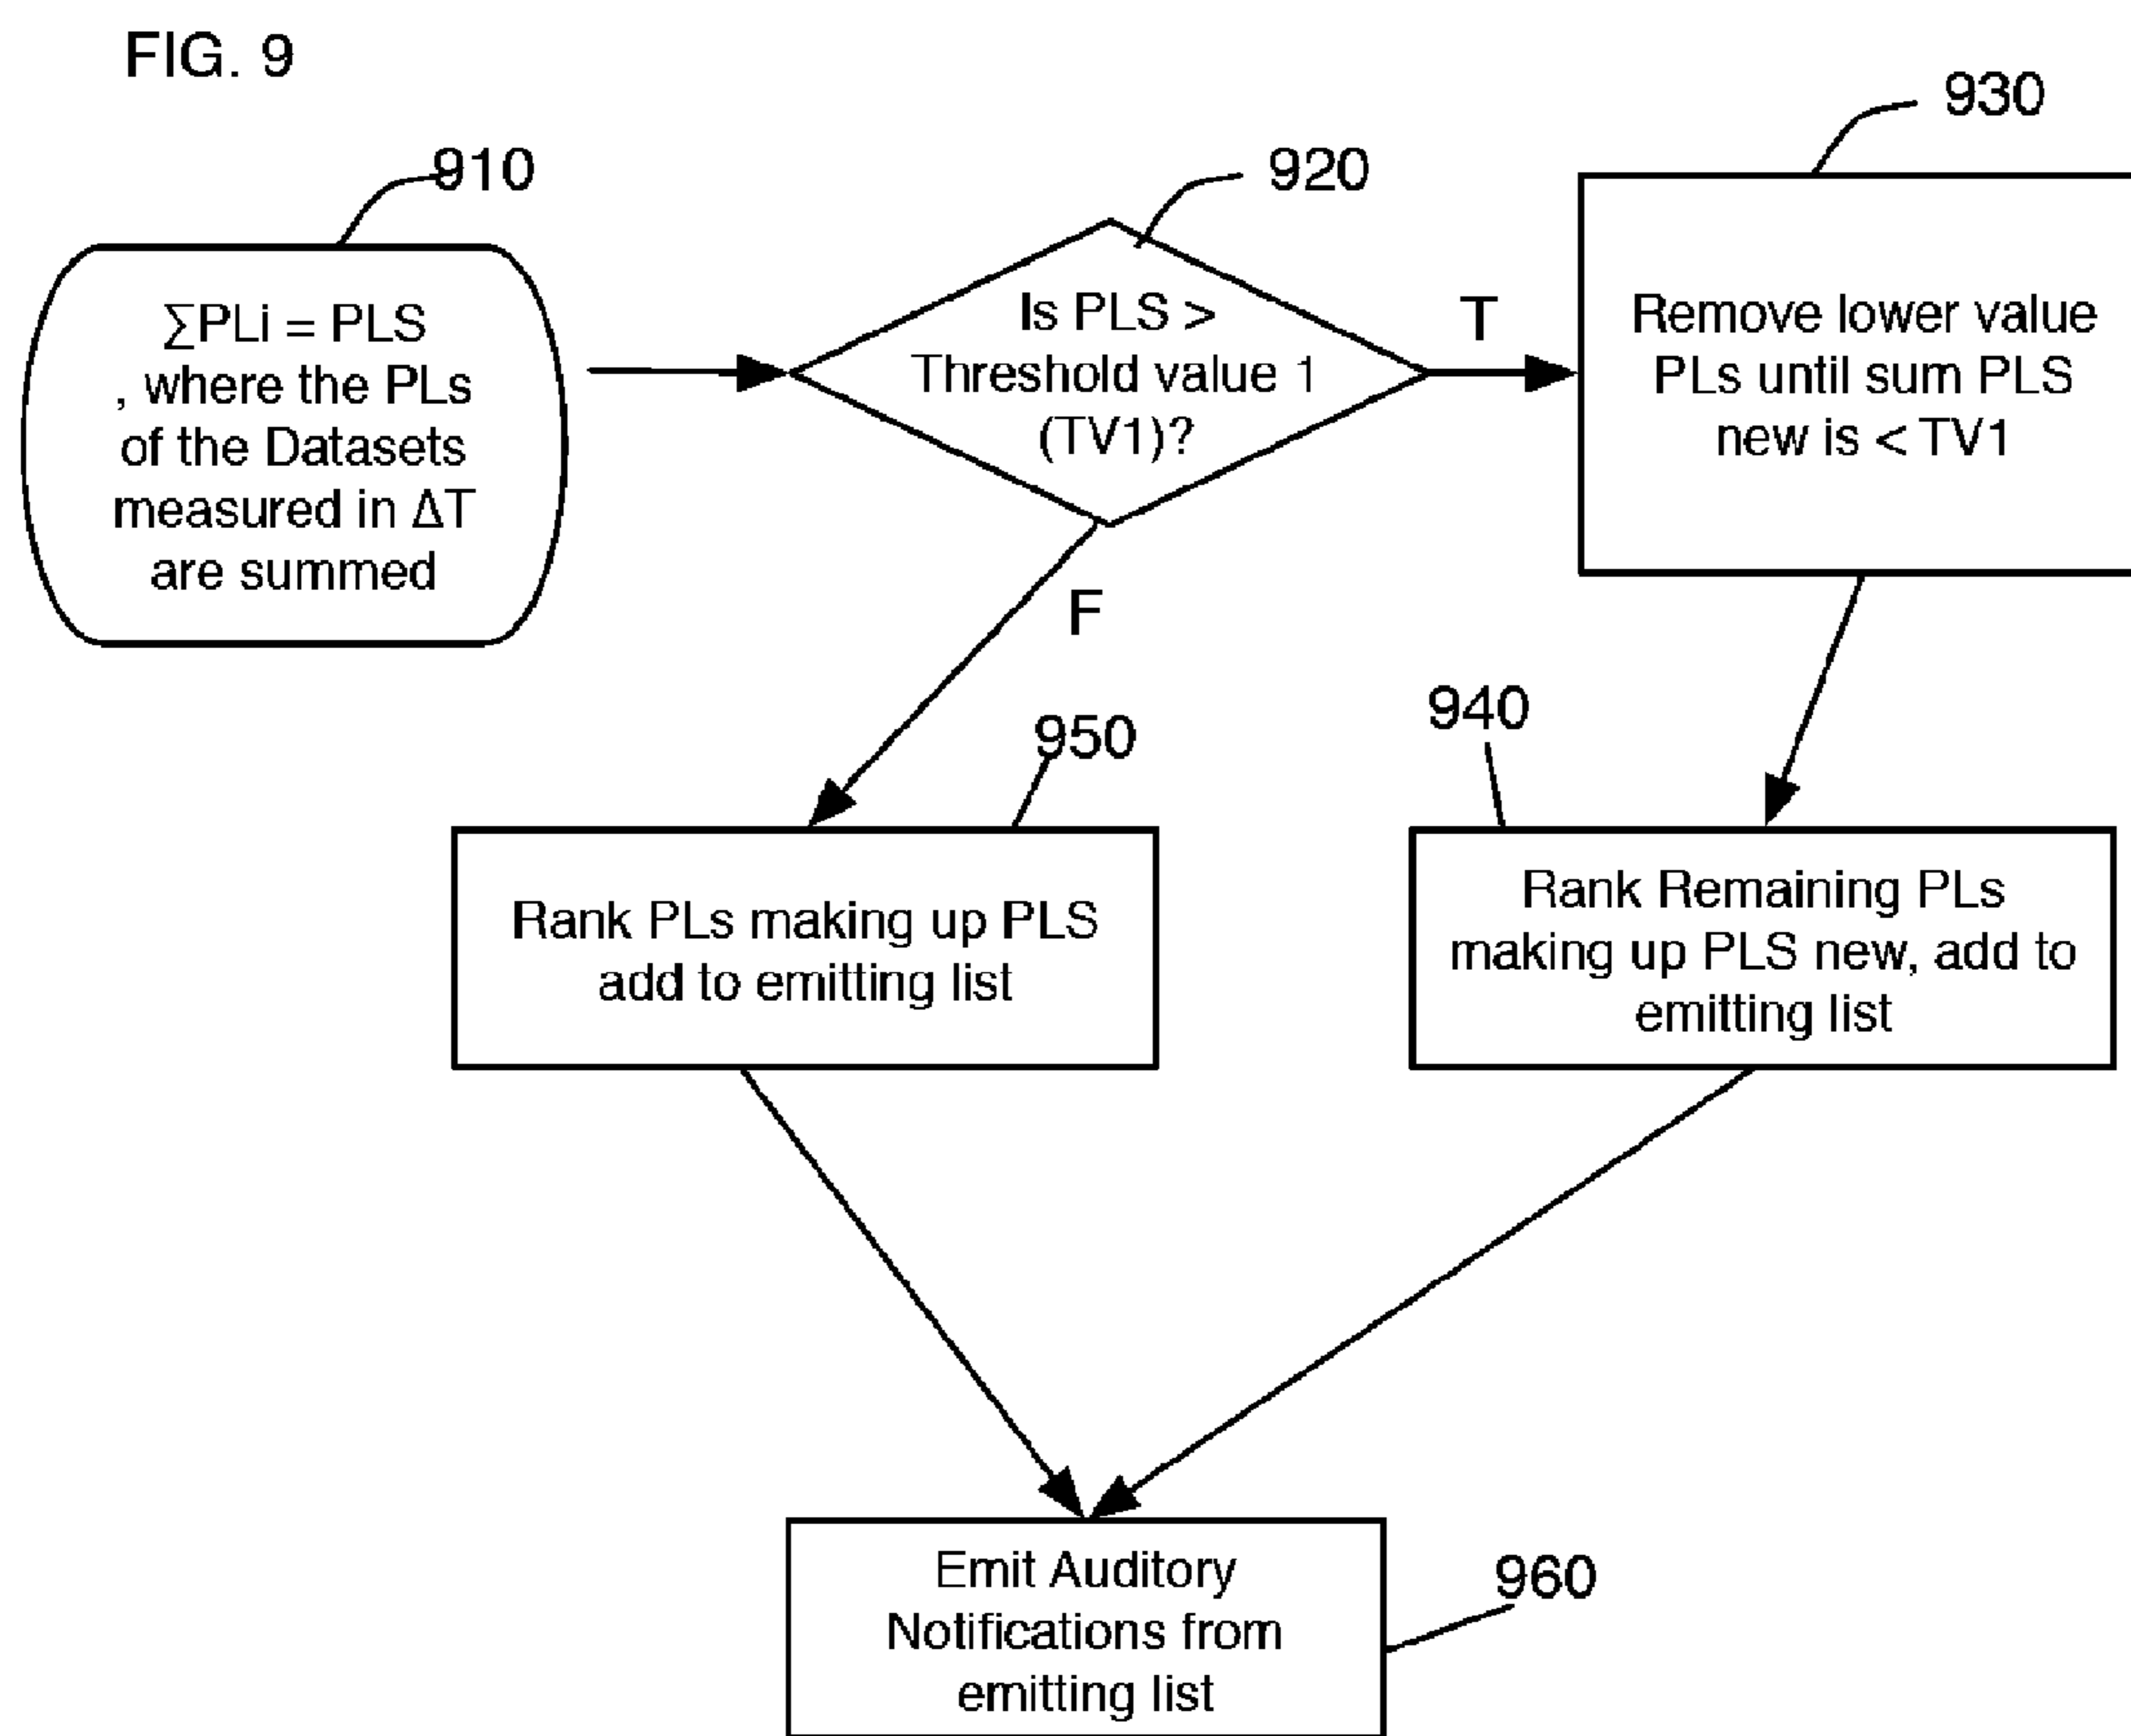 FIG. 9
910
∑PLi = PLS
, where the PLs
of the Datasets
measured in ΔT
are summed
920
Is PLS >
Threshold value 1
(TV1)?
T
F
930
Remove lower value
PLs until sum PLS
new is < TV1
950
Rank PLs making up PLS
add to emitting list
940
Rank Remaining PLs
making up PLS new, add to
emitting list
Emit Auditory
Notifications from
emitting list
960